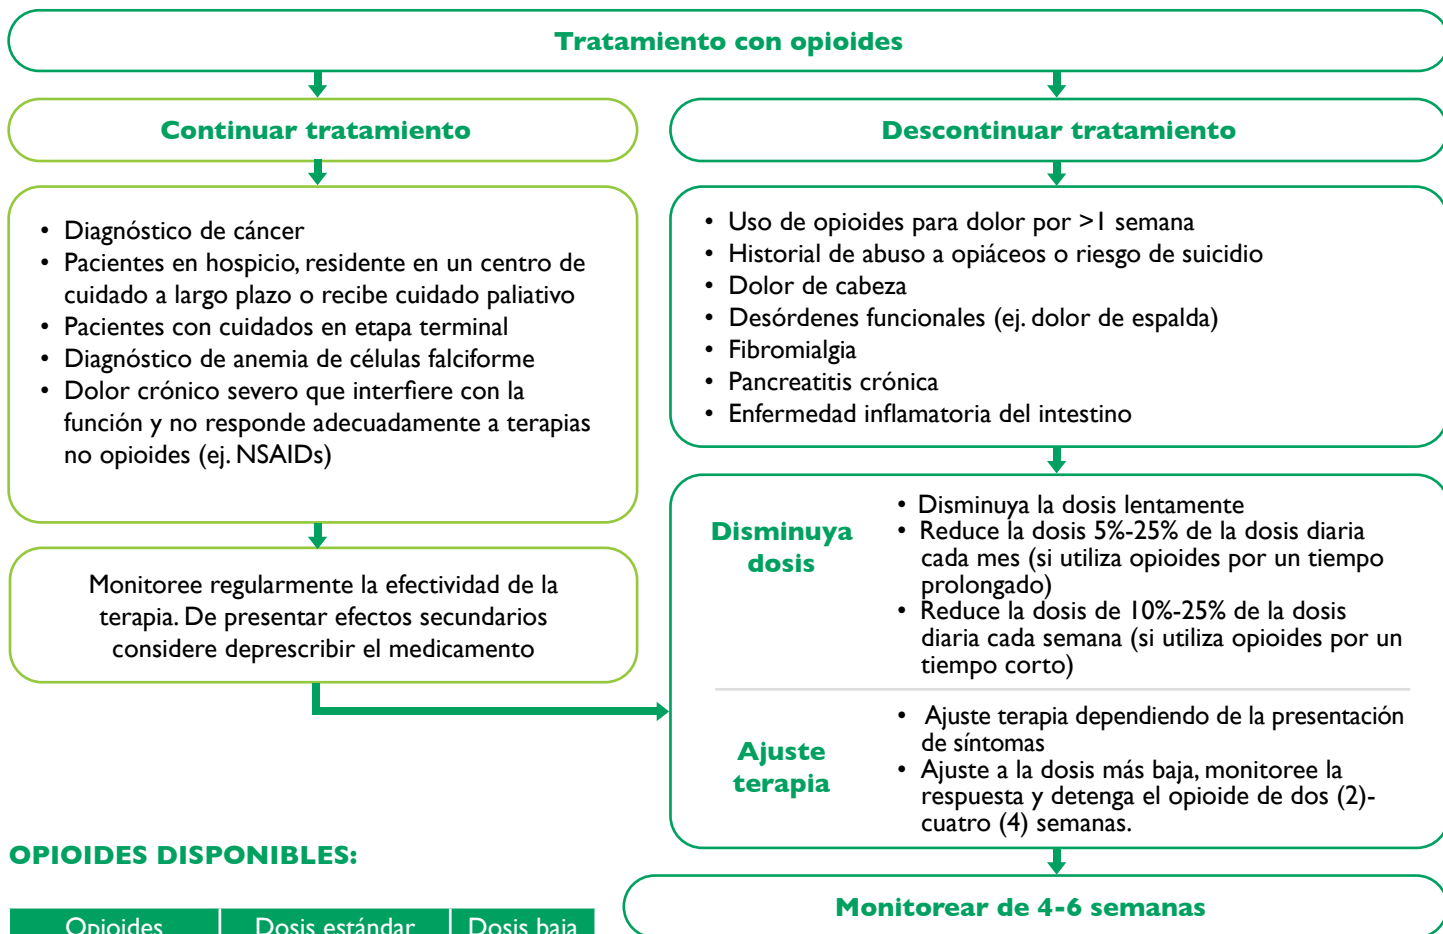 Tratamiento con opioides
Continuar tratamiento
Descontinuar tratamiento
• Diagnóstico de cáncer
• Pacientes en hospicio, residente en un centro de
cuidado a largo plazo o recibe cuidado paliativo
• Pacientes con cuidados en etapa terminal
• Diagnóstico de anemia de células falciforme
• Dolor crónico severo que interfiere con la
función y no responde adecuadamente a terapias
no opioides (ej. NSAIDs)
Monitoree regularmente la efectividad de la
terapia. De presentar efectos secundarios
considere deprescribir el medicamento
• Uso de opioides para dolor por >1 semana
• Historial de abuso a opiáceos o riesgo de suicidio
• Dolor de cabeza
• Desórdenes funcionales (ej. dolor de espalda)
• Fibromialgia
• Pancreatitis crónica
• Enfermedad inflamatoria del intestino
Disminuya
dosis
• Disminuya la dosis lentamente
• Reduce la dosis 5%-25% de la dosis diaria
cada mes (si utiliza opioides por un tiempo
prolongado)
• Reduce la dosis de 10%-25% de la dosis
diaria cada semana (si utiliza opioides por un
tiempo corto)
Ajuste
terapia
• Ajuste terapia dependiendo de la presentación
de síntomas
• Ajuste a la dosis más baja, monitoree la
respuesta y detenga el opioide de dos (2)-
cuatro (4) semanas.
Monitorear de 4-6 semanas
OPIOIDES DISPONIBLES:
Opioides Dosis estándar Dosis baja